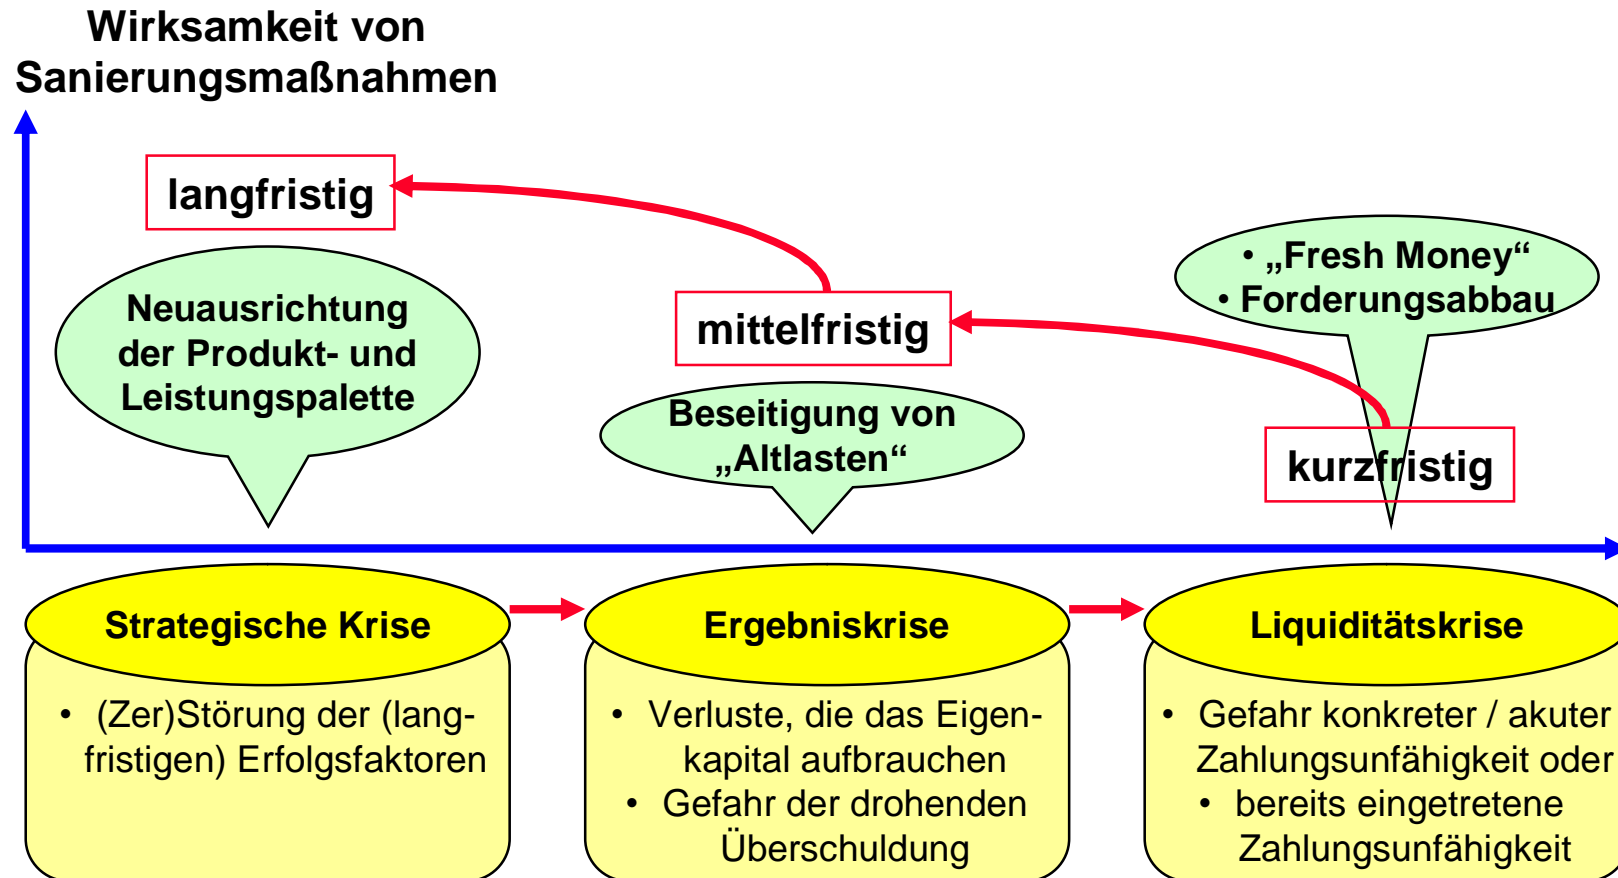 Wirksamkeit von
Sanierungsmaßnahmen
langfristig
Neuausrichtung
der Produkt- und
Leistungspalette
mittelfristig
Beseitigung von
„Altlasten“
• „Fresh Money“
• Forderungsabbau
kurzfristig
Strategische Krise
• (Zer)Störung der (lang-
fristigen) Erfolgsfaktoren
Ergebniskrise
• Verluste, die das Eigen-
kapital aufbrauchen
• Gefahr der drohenden
Überschuldung
Liquiditätskrise
• Gefahr konkreter / akuter
Zahlungsunfähigkeit oder
• bereits eingetretene
Zahlungsunfähigkeit